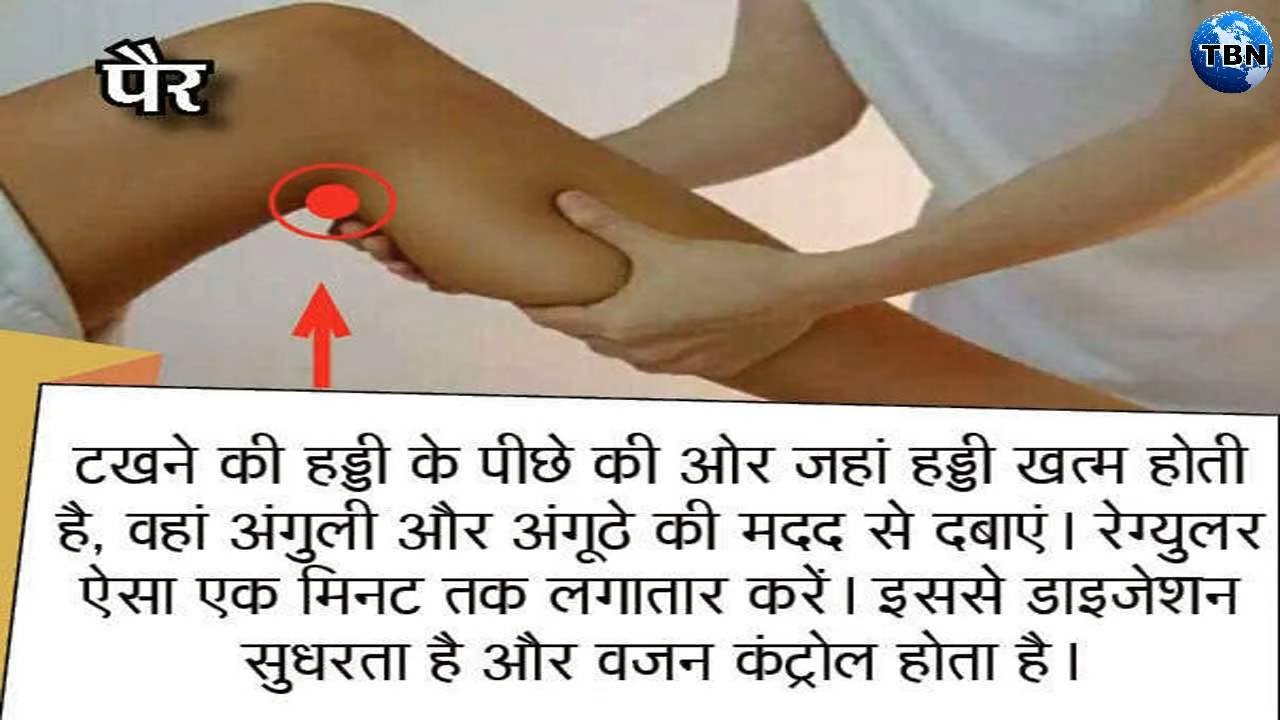 पैर
TBN
टखने की हड्डी के पीछे की ओर जहां हड्डी खत्म होती
है, वहां अंगुली और अंगूठे की मदद से दबाएं। रेग्युलर
ऐसा एक मिनट तक लगातार करें। इससे डाइजेशन
सुधरता है और वजन कंट्रोल होता है।